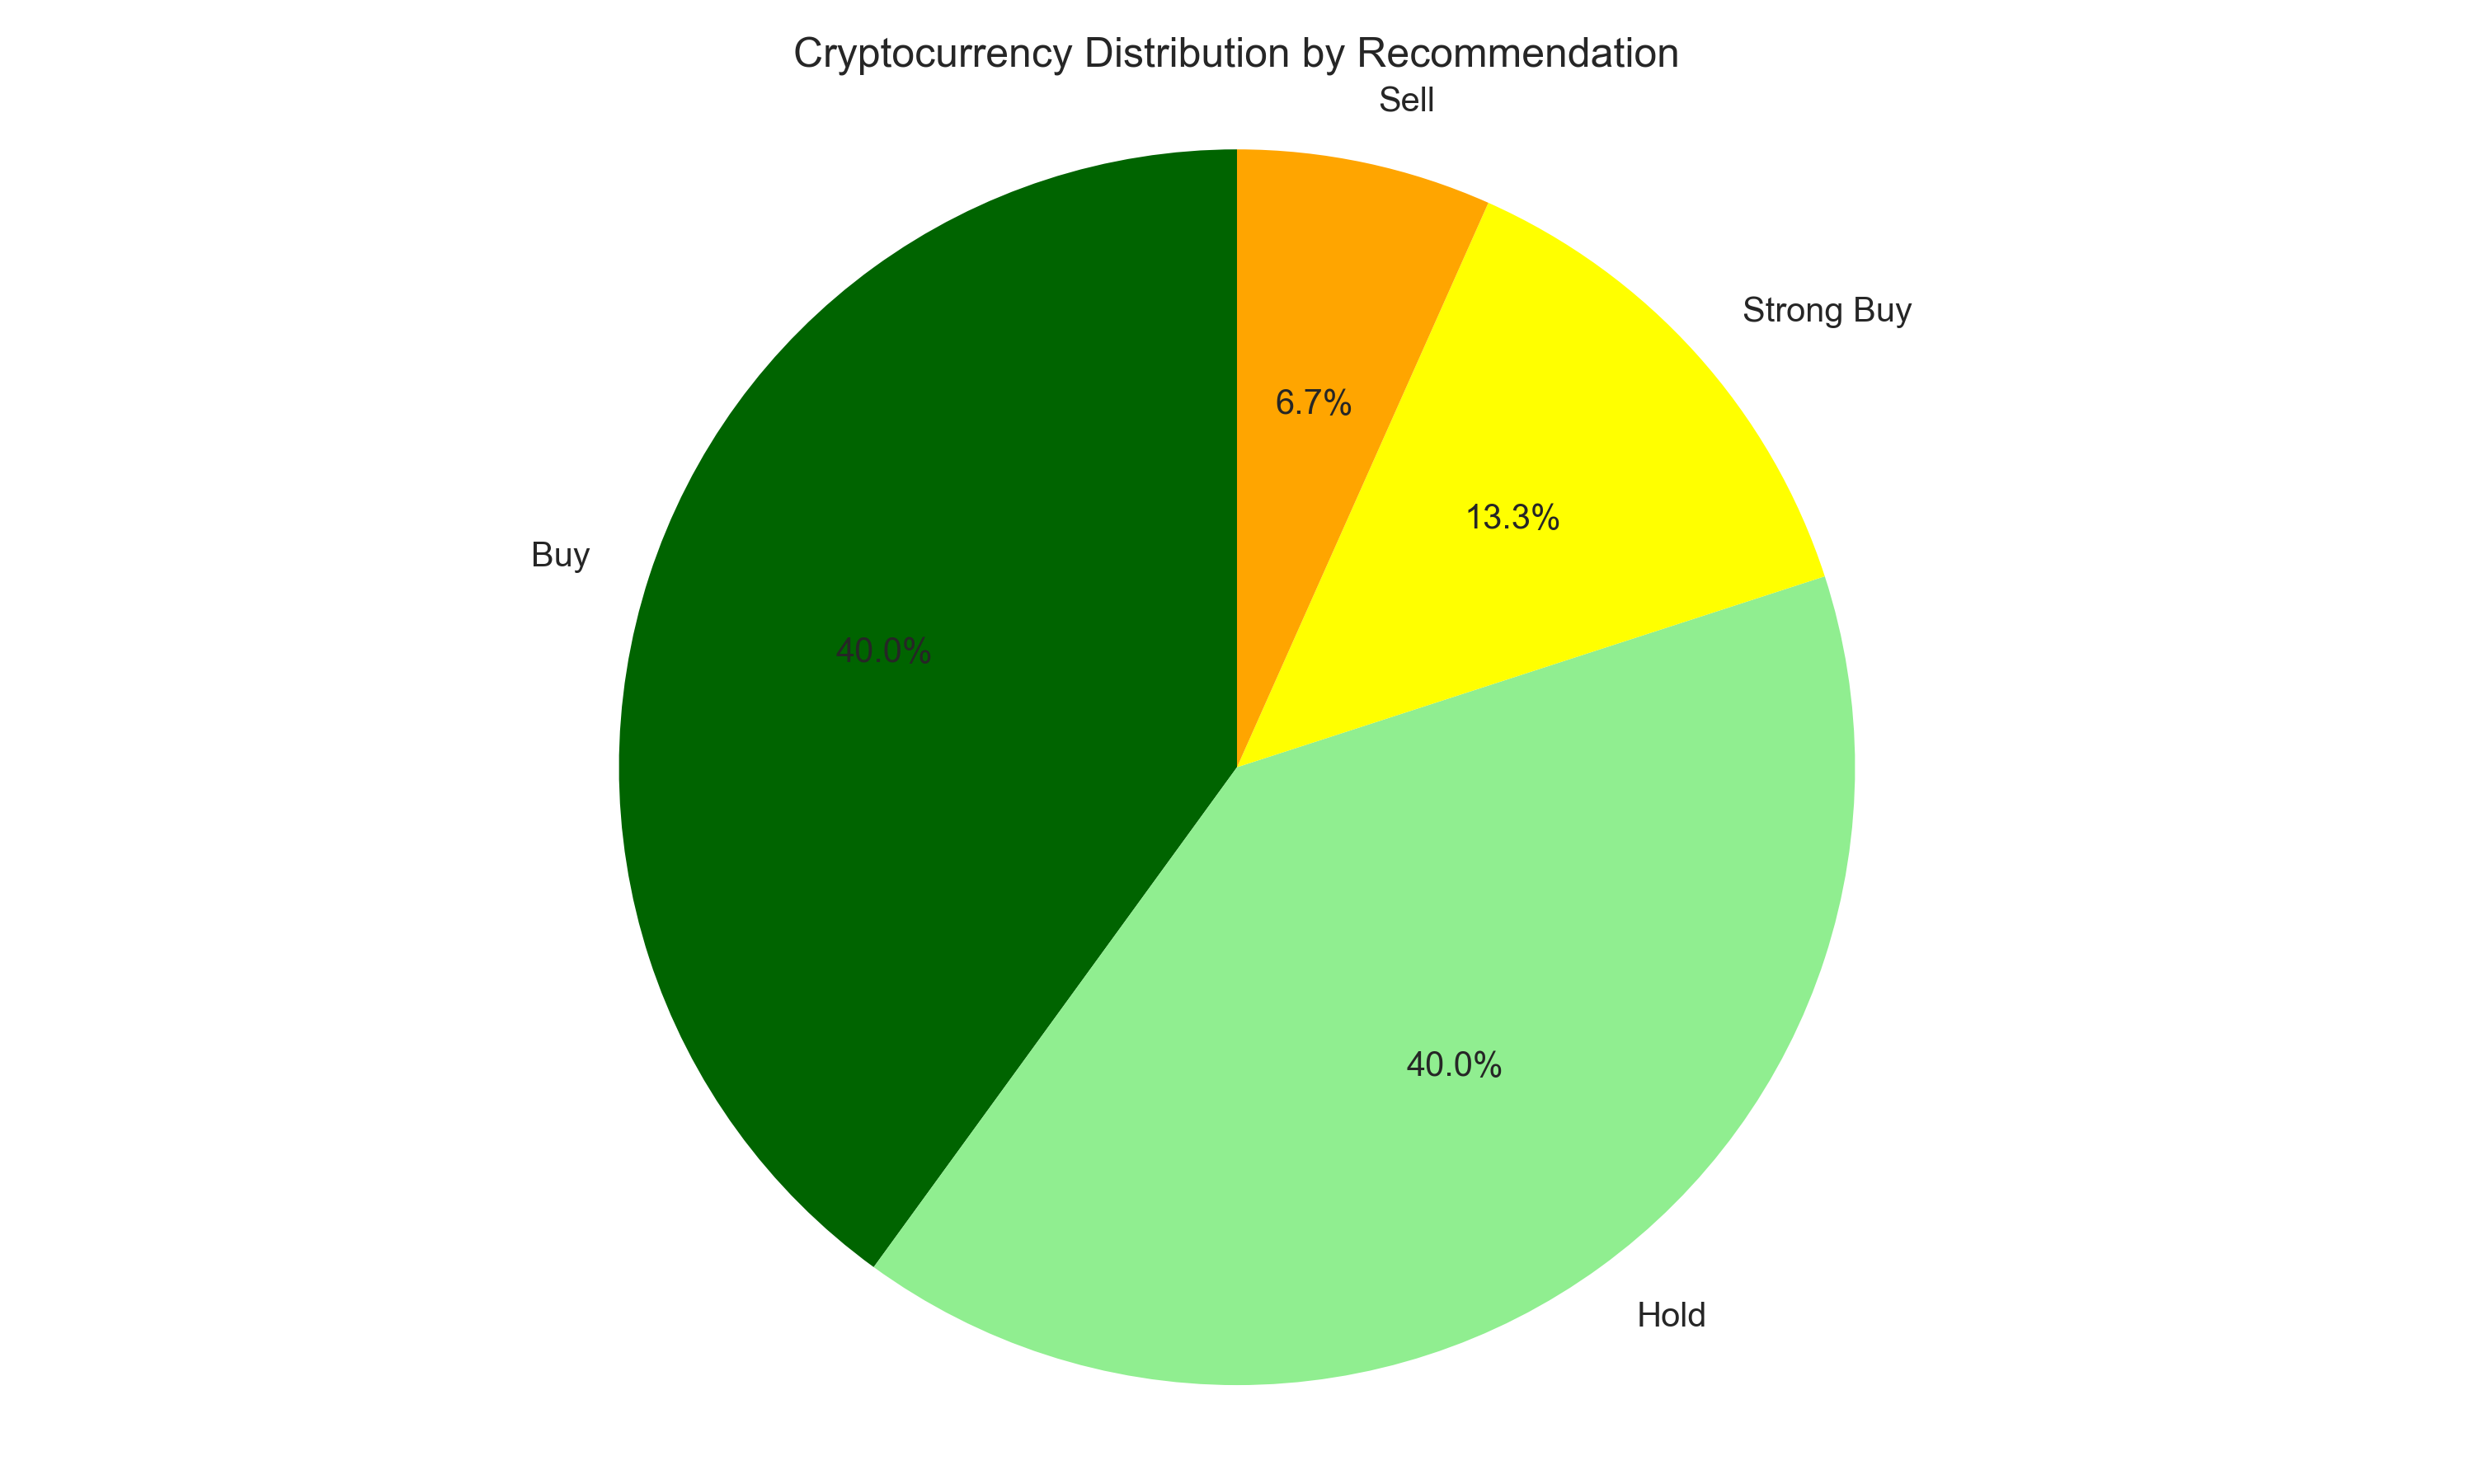 Cryptocurrency Distribution by Recommendation
Sell
Strong Buy
6.7%
13.3%
Buy
40.0%
40.0%
Hold